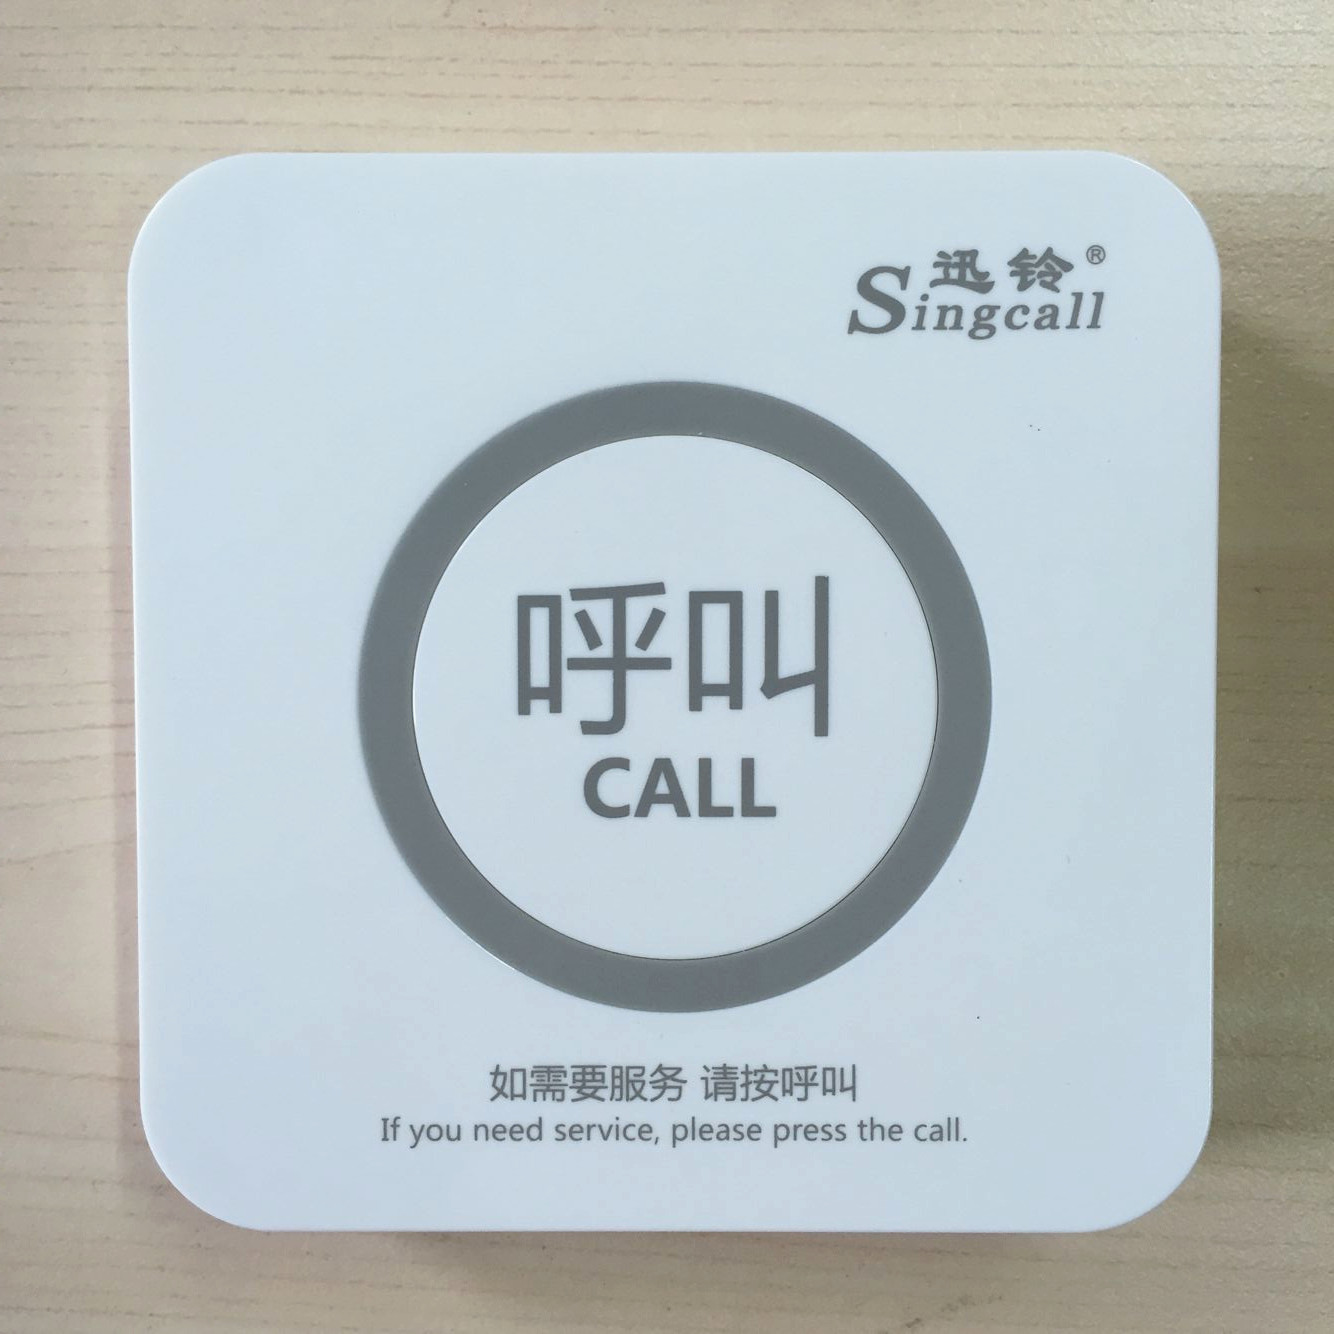 迅铃®
Singcall
呼叫
CALL
如需要服务 请按呼叫
If you need service, please press the call.